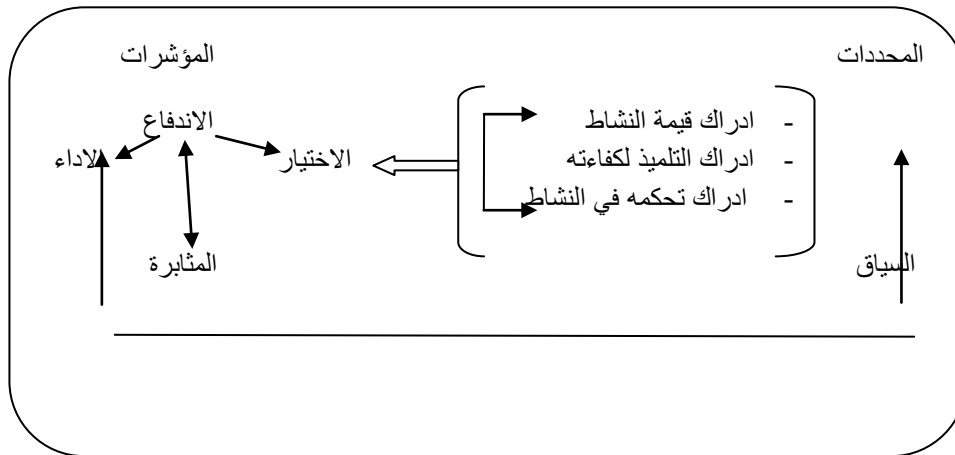 المحددات
المؤشرات
- ادراك قيمة النشاط
- ادراك التلميذ لكفاءته
- ادراك تحكمه في النشاط
الاندفاع
الاختيار
الاداء
المثابرة
السياق